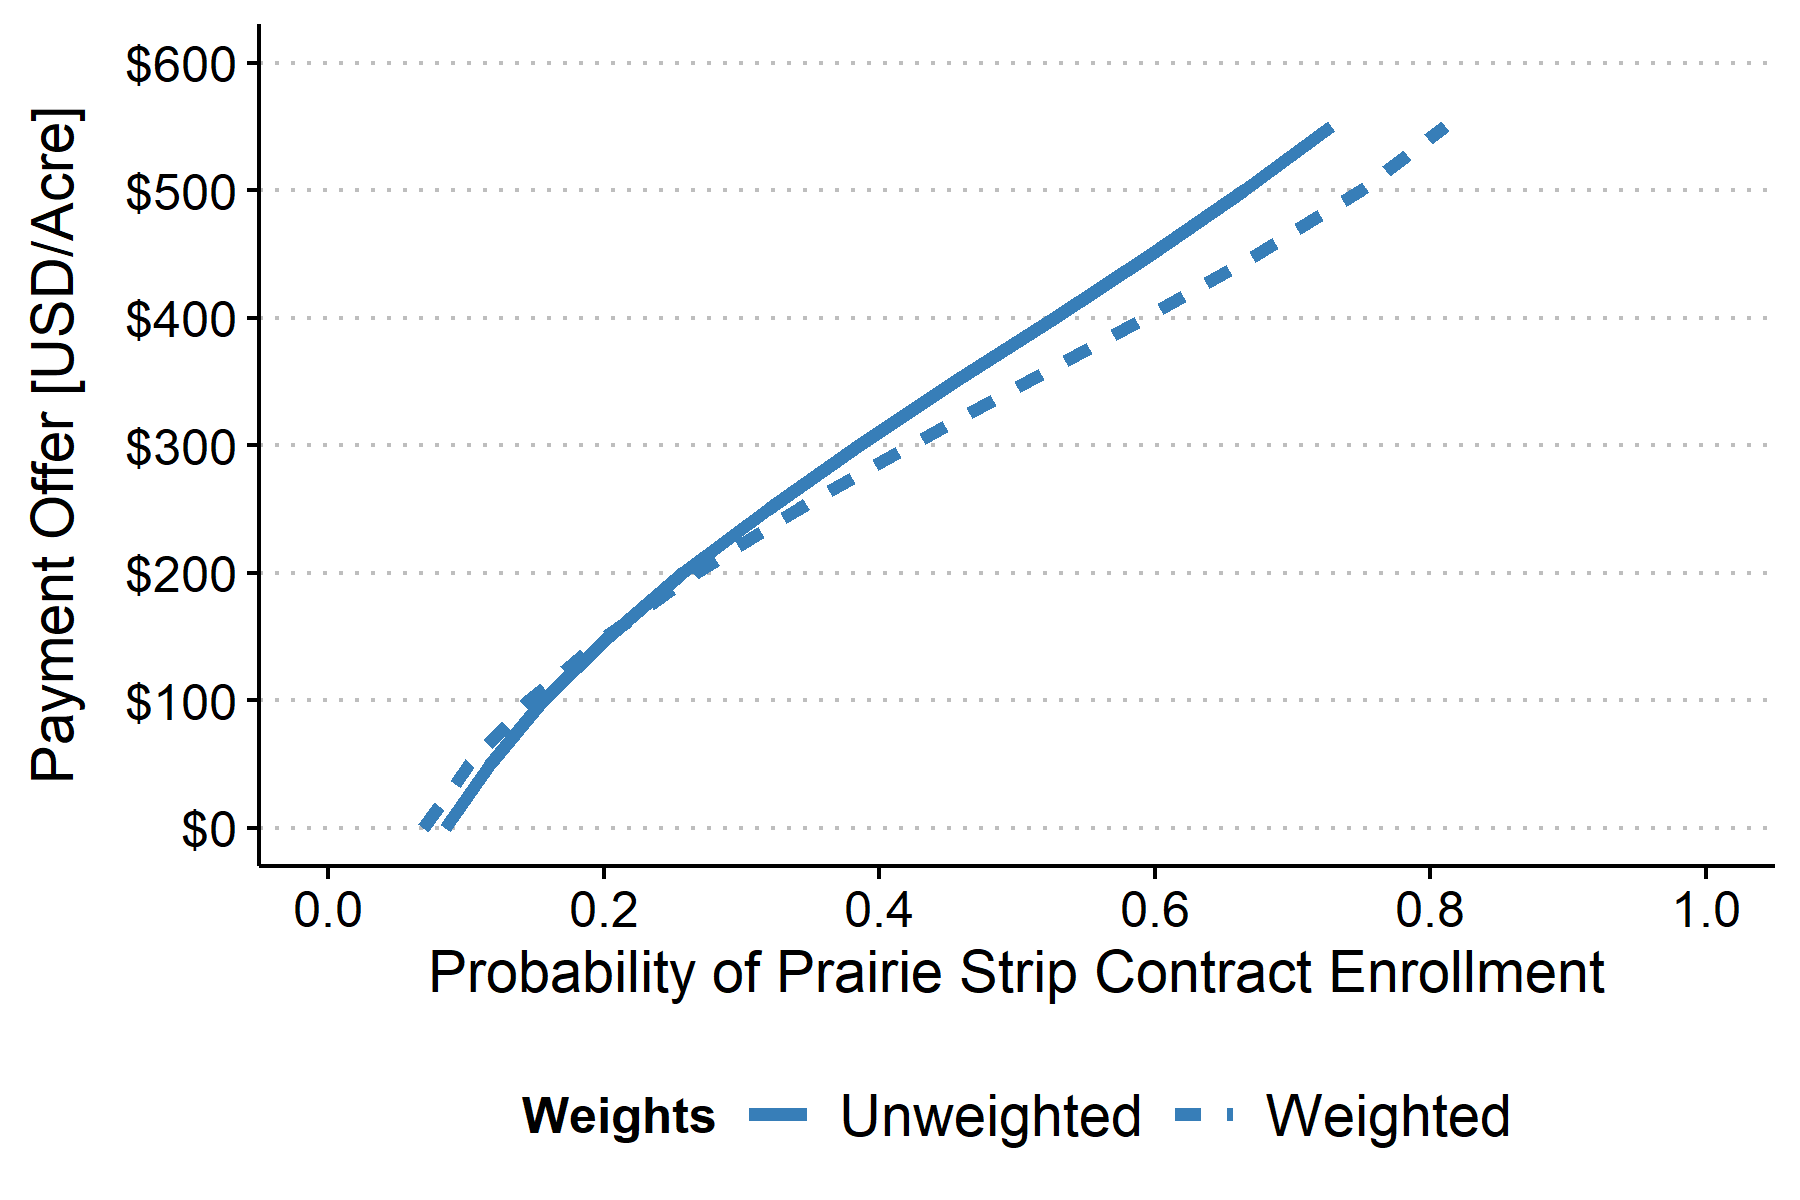 $600
$500
$400
$300
$200
$100
$0
Payment Offer [USD/Acre]
0.0 0.2 0.4 0.6 0.8 1.0
Probability of Prairie Strip Contract Enrollment
Weights Unweighted Weighted